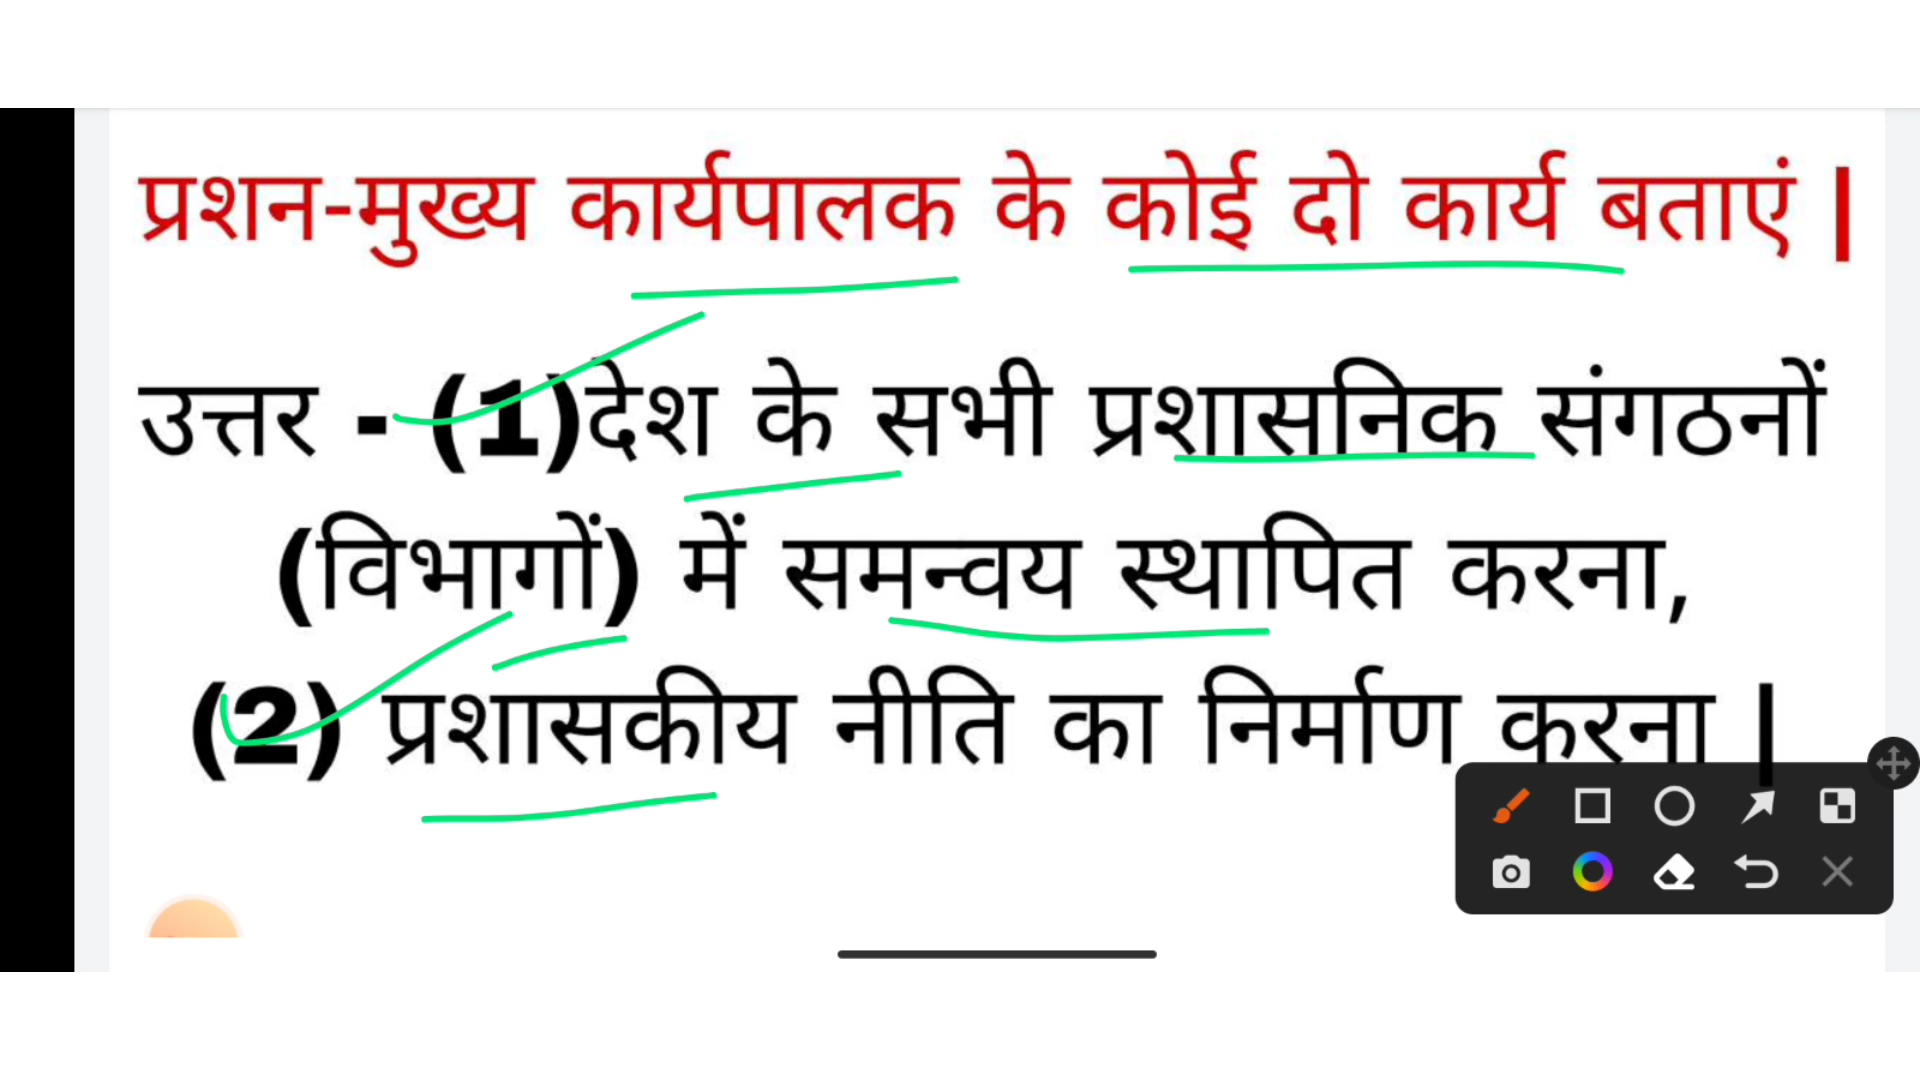 प्रशन-मुख्य कार्यपालक के कोई दो कार्य बताएं |
उत्तर - (1)देश के सभी प्रशासनिक संगठनों
(विभागों) में समन्वय स्थापित करना,
(2) प्रशासकीय नीति का निर्माण करना |